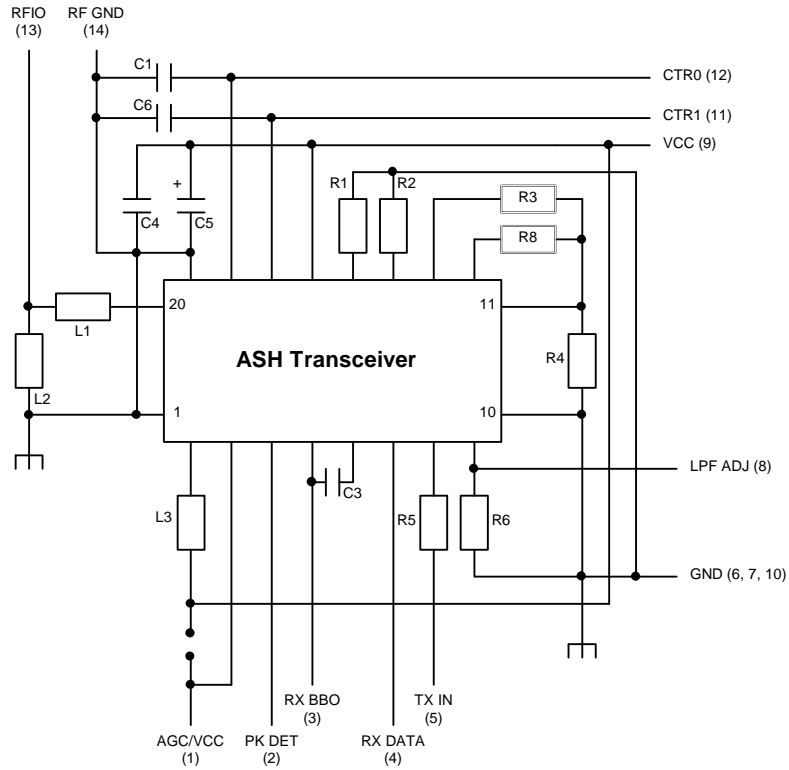 RFIO
(13)
RF GND
(14)
C1
CTR0 (12)
C6
CTR1 (11)
VCC (9)
+
C4
C5
R1
R2
R3
R8
20
11
L1
ASH Transceiver
R4
L2
1
10
LPF ADJ (8)
C3
L3
R5
R6
GND (6, 7, 10)
RX BBO
(3)
TX IN
(5)
AGC/VCC
(1)
PK DET
(2)
RX DATA
(4)